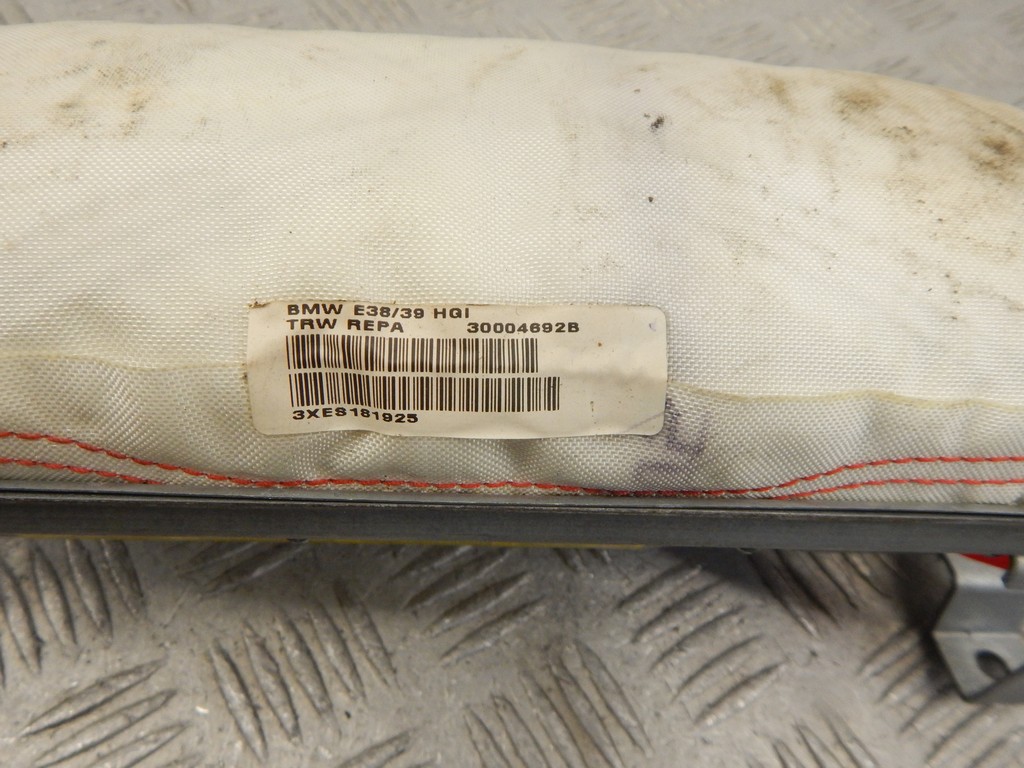 BMW E38/39 HGI
TRW REPA 30004692B
3XES181925